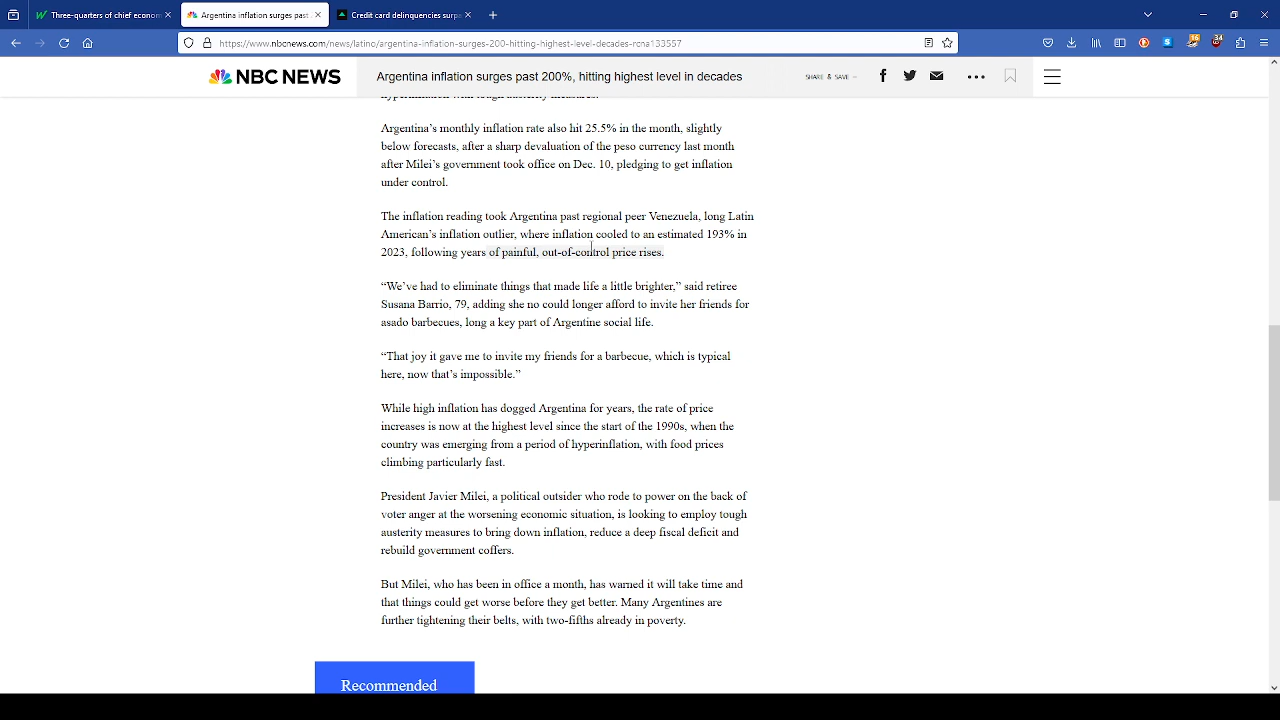 Three-quarters of chief econom
Argentina inflation surges past
Credit card delinquencies surpa
https://www.nbcnews.com/news/latino/argentina-inflation-surges-200-hitting-highest-level-decades-rcna133557
NBC NEWS
Argentina inflation surges past 200%, hitting highest level in decades
SHARE & SAVE
Argentina's monthly inflation rate also hit 25.5% in the month, slightly
below forecasts, after a sharp devaluation of the peso currency last month
after Milei's government took office on Dec. 10, pledging to get inflation
under control.
The inflation reading took Argentina past regional peer Venezuela, long Latin
American's inflation outlier, where inflation cooled to an estimated 193% in
2023, following years of painful, out-of-control price rises.
“We've had to eliminate things that made life a little brighter,” said retiree
Susana Barrio, 79, adding she no could longer afford to invite her friends for
asado barbecues, long a key part of Argentine social life.
“That joy it gave me to invite my friends for a barbecue, which is typical
here, now that's impossible.”
While high inflation has dogged Argentina for years, the rate of price
increases is now at the highest level since the start of the 1990s, when the
country was emerging from a period of hyperinflation, with food prices
climbing particularly fast.
President Javier Milei, a political outsider who rode to power on the back of
voter anger at the worsening economic situation, is looking to employ tough
austerity measures to bring down inflation, reduce a deep fiscal deficit and
rebuild government coffers.
But Milei, who has been in office a month, has warned it will take time and
that things could get worse before they get better. Many Argentines are
further tightening their belts, with two-fifths already in poverty.
Recommended